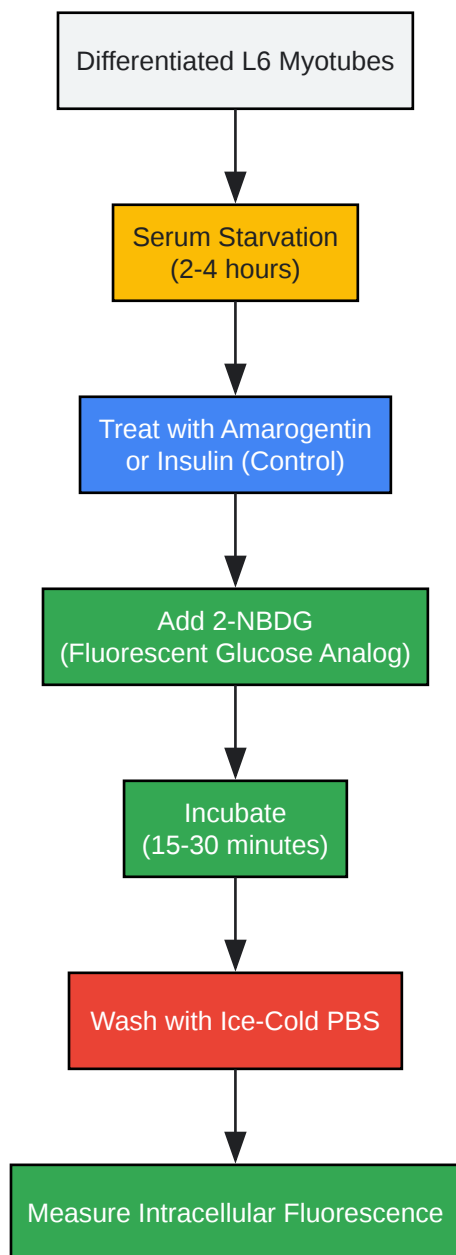 Differentiated L6 Myotubes
Serum Starvation
(2-4 hours)
Treat with Amarogentin
or Insulin (Control)
Add 2-NBDG
(Fluorescent Glucose Analog)
Incubate
(15-30 minutes)
Wash with Ice-Cold PBS
Measure Intracellular Fluorescence